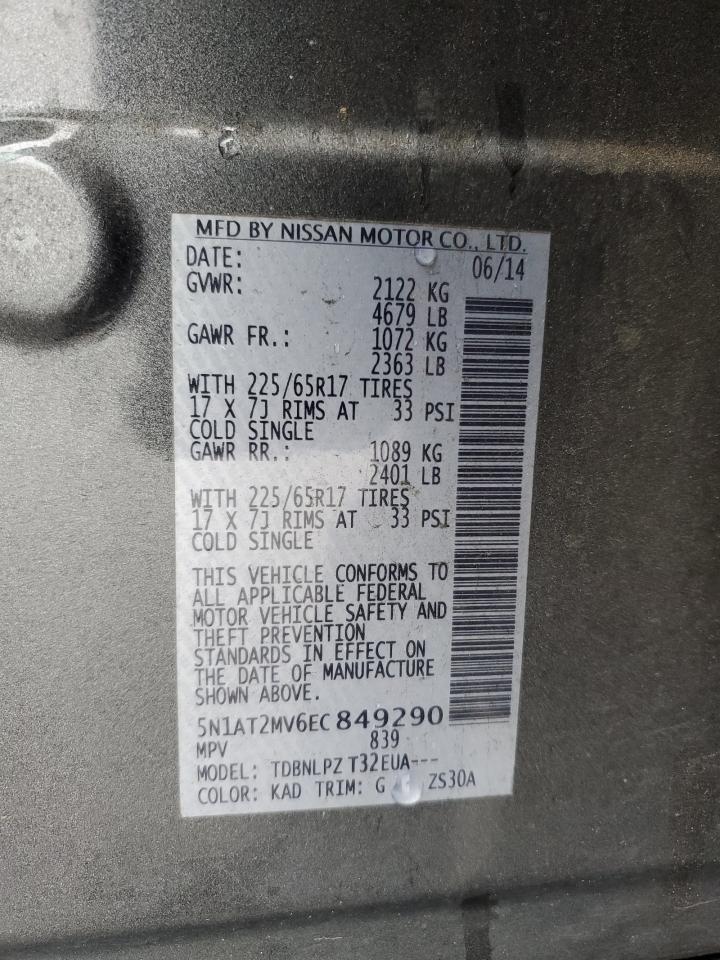 MFD BY NISSAN MOTOR CO., LTD.
DATE: 06/14
GVWR: 2122 KG
4679 LB
GAWR FR.: 1072 KG
2363 LB
WITH 225/65R17 TIRES
17 X 7J RIMS AT 33 PSI
COLD SINGLE
GAWR RR.: 1089 KG
2401 LB
WITH 225/65R17 TIRES
17 X 7J RIMS AT 33 PSI
COLD SINGLE
THIS VEHICLE CONFORMS TO
ALL APPLICABLE FEDERAL
MOTOR VEHICLE SAFETY AND
THEFT PREVENTION
STANDARDS IN EFFECT ON
THE DATE OF MANUFACTURE
SHOWN ABOVE.
5N1AT2MV6EC849290
MPV 839
MODEL: TDBNLPZ T32EUA---
COLOR: KAD TRIM: G ZS30A